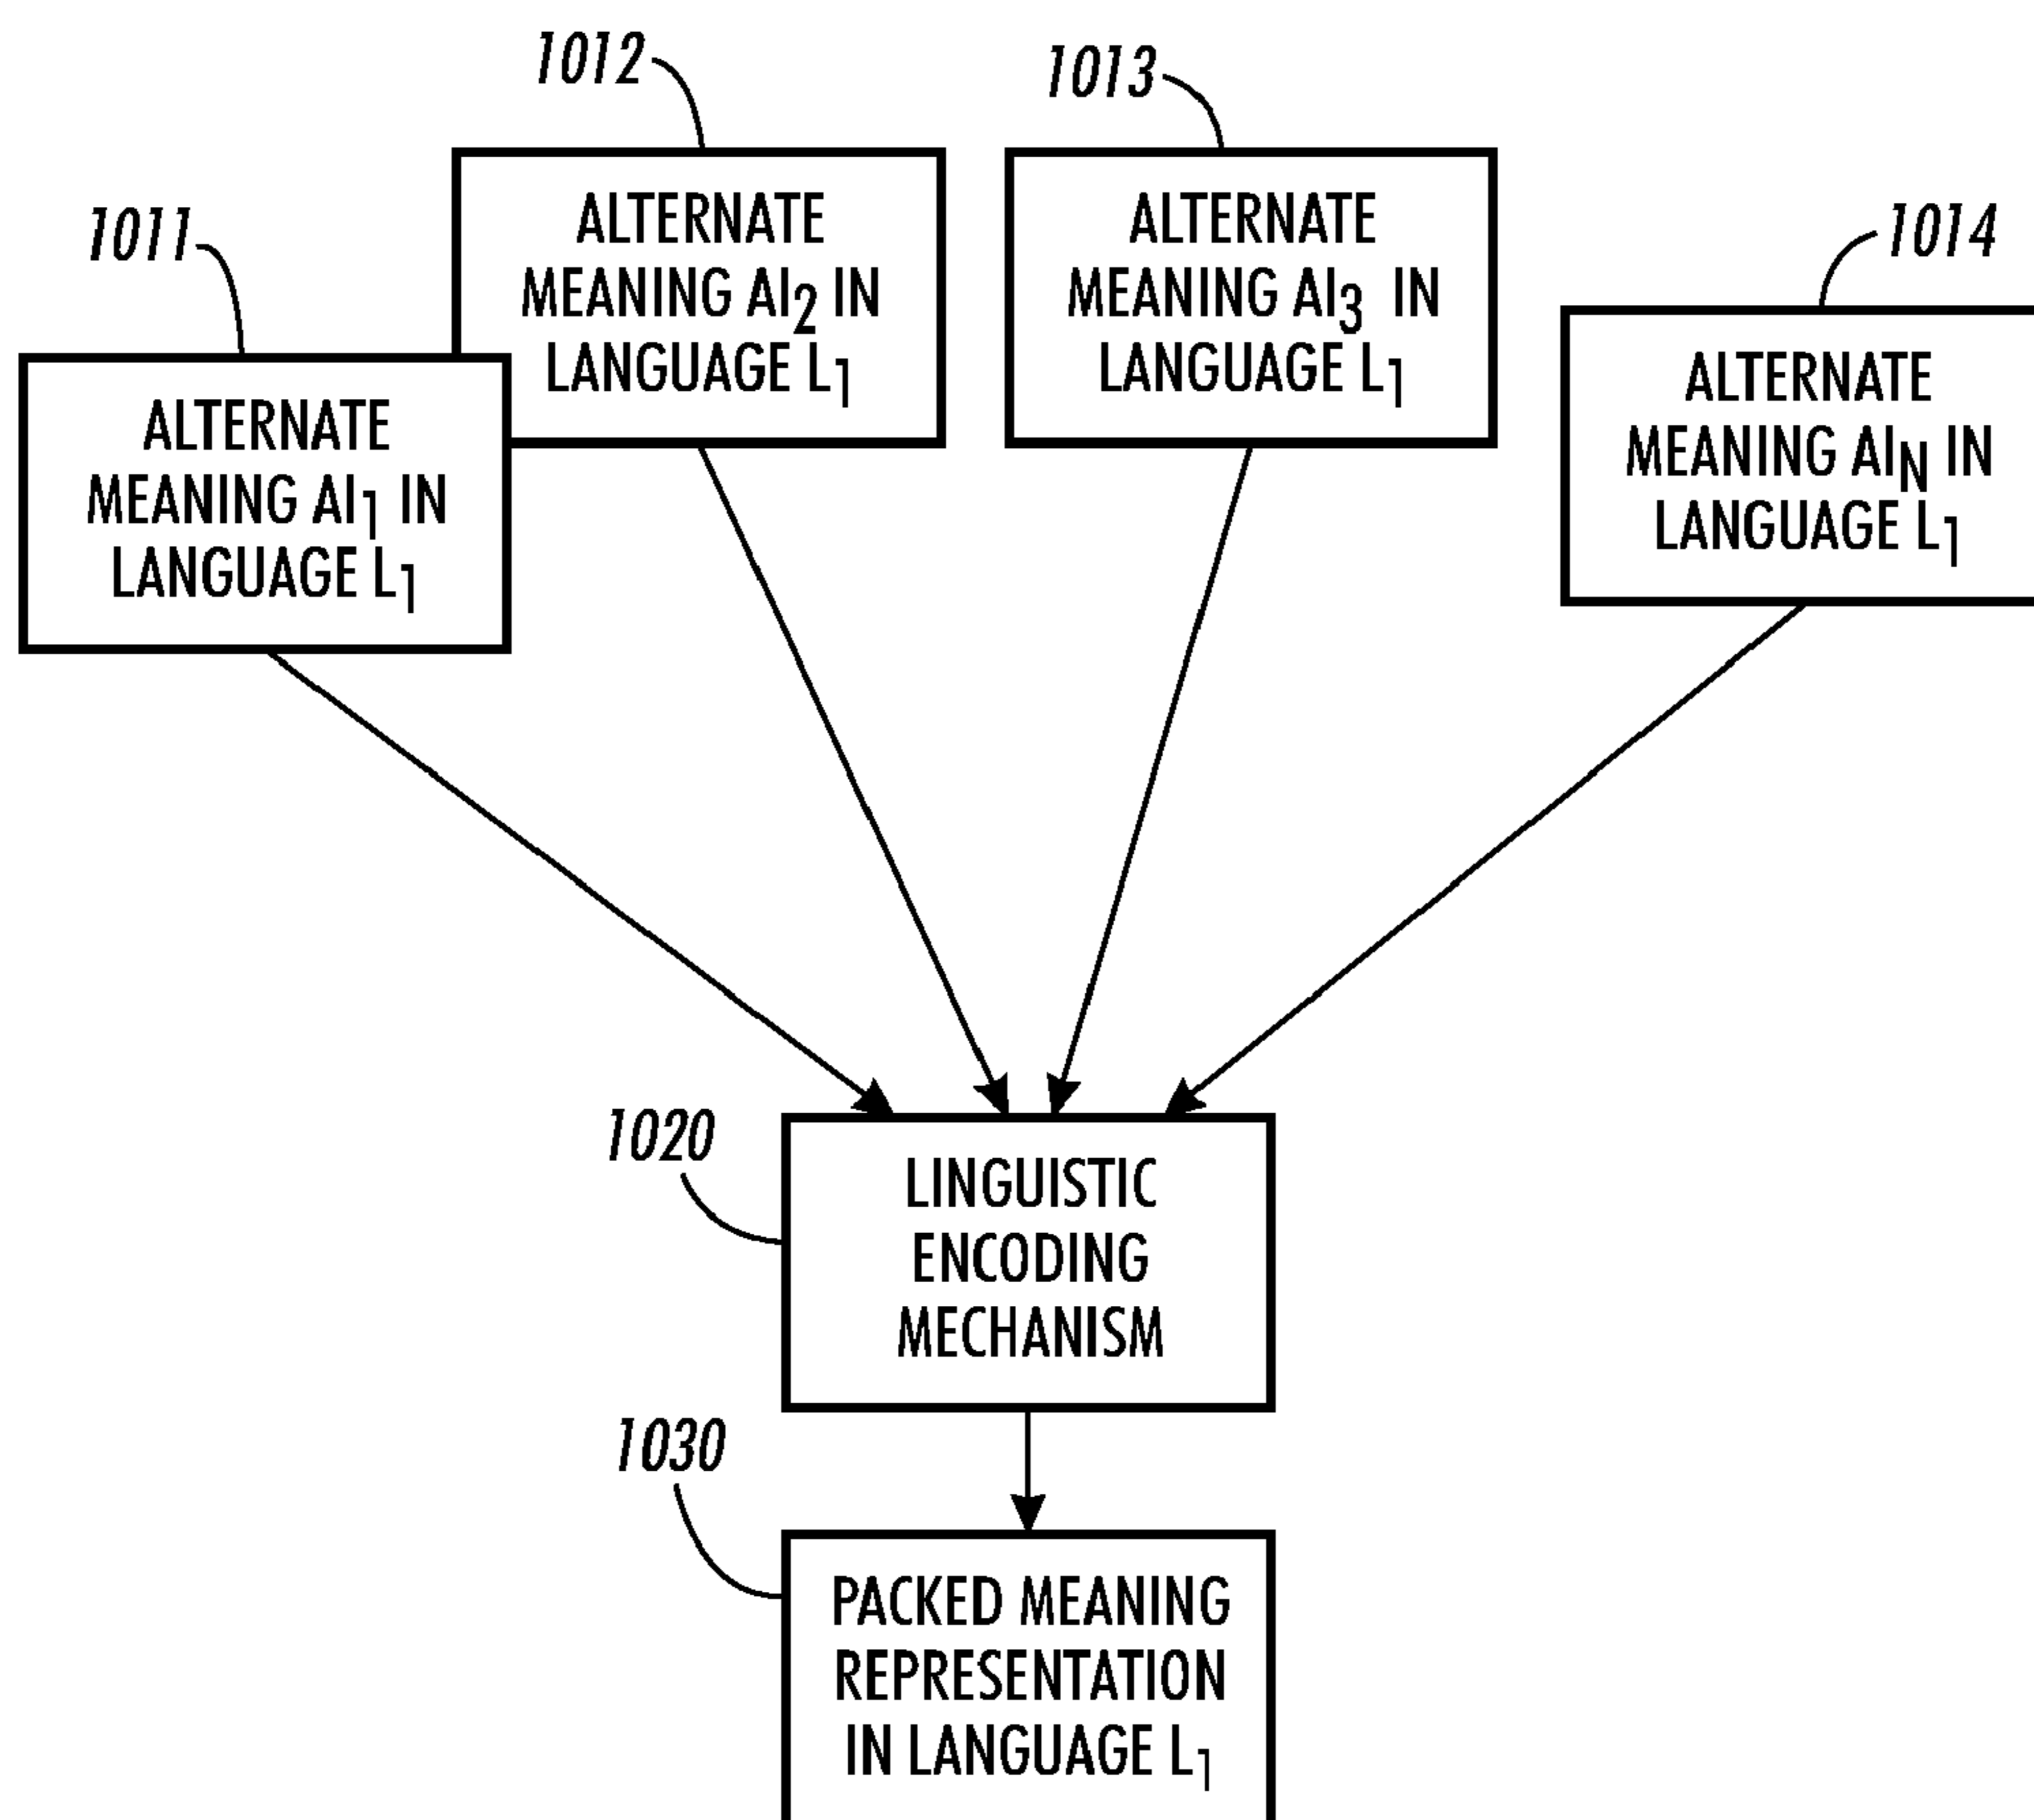 1012
1013
1011
1014
ALTERNATE
MEANING AI₂ IN
LANGUAGE L₁
ALTERNATE
MEANING AI₃ IN
LANGUAGE L₁
ALTERNATE
MEANING AI₁ IN
LANGUAGE L₁
ALTERNATE
MEANING AI_N IN
LANGUAGE L₁
1020
LINGUISTIC
ENCODING
MECHANISM
1030
PACKED MEANING
REPRESENTATION
IN LANGUAGE L₁